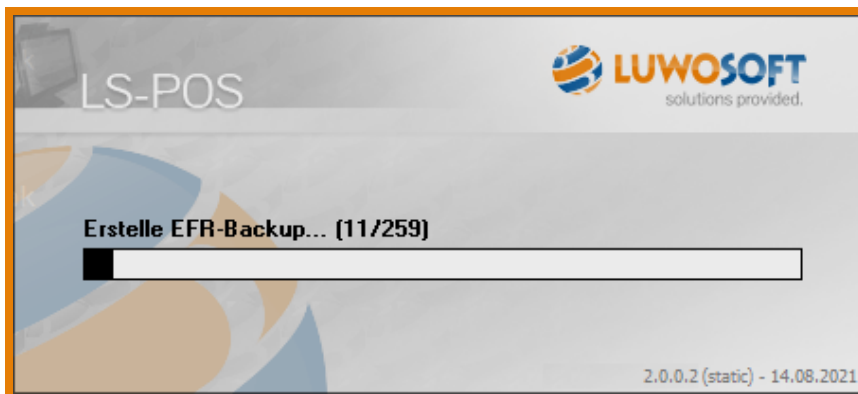 LS-POS
LUWOSOFT
solutions provided.
k
Erstelle EFR-Backup... (11/259)
2.0.0.2 (static) - 14.08.2021